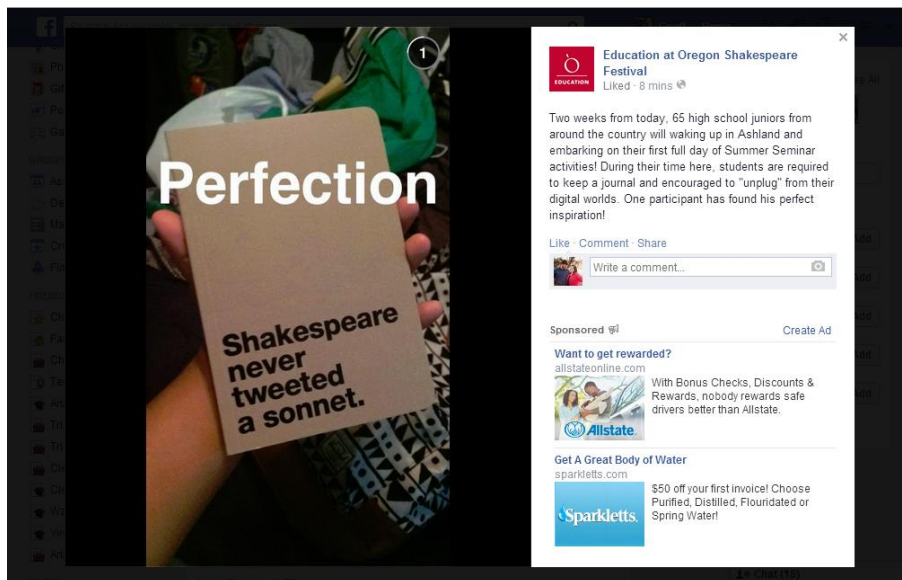 1
Perfection
Shakespeare
never
tweeted
a sonnet.
EDUCATION
Education at Oregon Shakespeare
Festival
Liked · 8 mins
Two weeks from today, 65 high school juniors from
around the country will waking up in Ashland and
embarking on their first full day of Summer Seminar
activities! During their time here, students are required
to keep a journal and encouraged to "unplug" from their
digital worlds. One participant has found his perfect
inspiration!
Like · Comment · Share
Write a comment...
Sponsored
Create Ad
Want to get rewarded?
allstateonline.com
With Bonus Checks, Discounts &
Rewards, nobody rewards safe
drivers better than Allstate.
Allstate.
Get A Great Body of Water
sparkletts.com
$50 off your first invoice! Choose
Purified, Distilled, Flouridated or
Spring Water!
Sparkletts.
Chat (15)